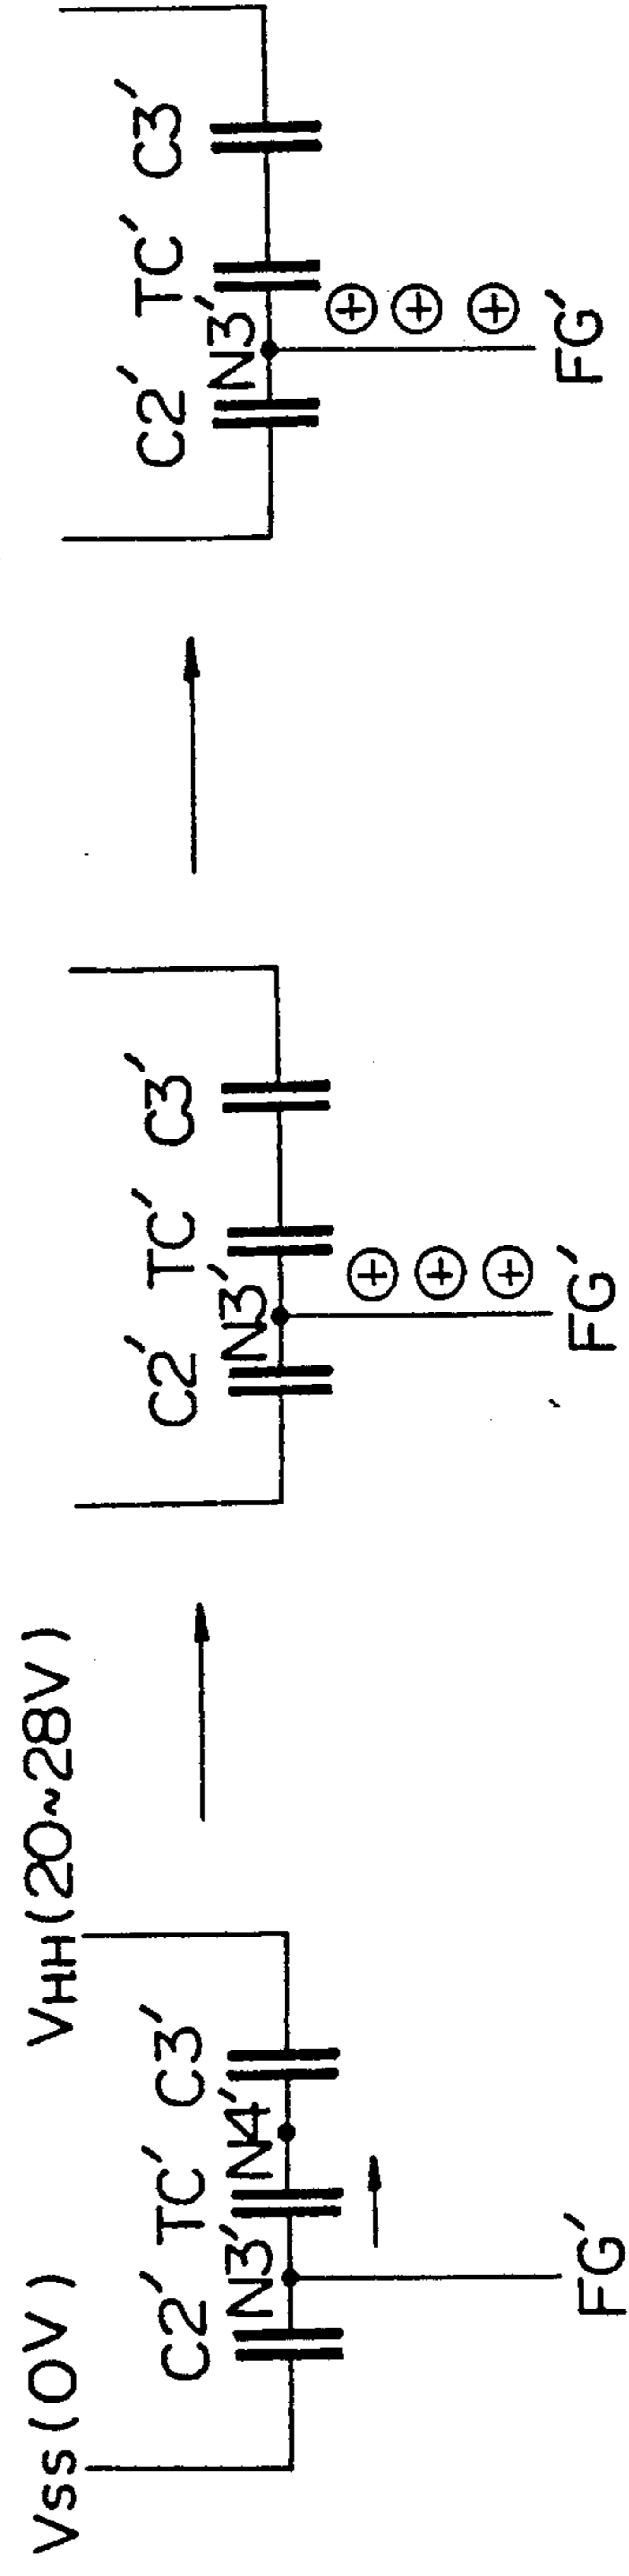 Vss (0V)
VHH (20~28V)
C2′ TC′ C3′
N3′ N4′
FG′
C2′ TC′ C3′
N3′
+ + +
FG′
C2′ TC′ C3′
N3′
+ + +
FG′